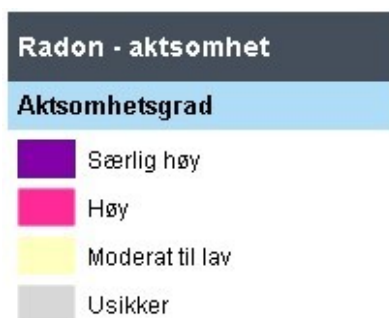 Radon - aktsomhet
Aktsomhetsgrad
Særlig høy
Høy
Moderat til lav
Usikker